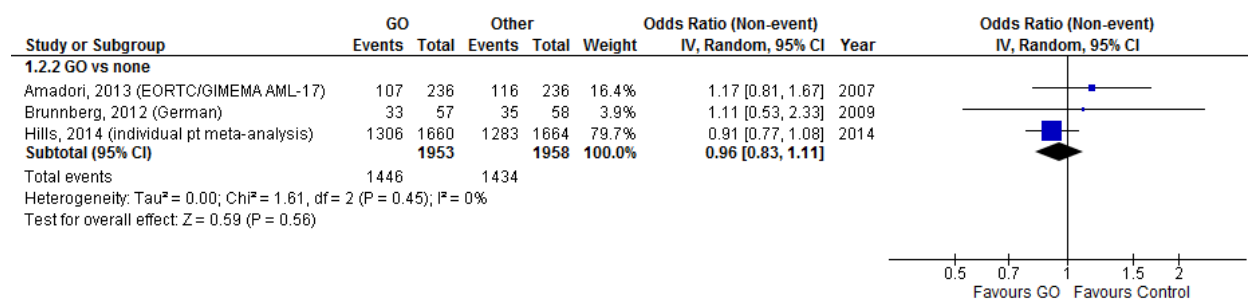 GO Other Odds Ratio (Non-event) Odds Ratio (Non-event)
Study or Subgroup Events Total Events Total Weight IV, Random, 95% CI Year IV, Random, 95% CI
1.2.2 GO vs none
Amadori, 2013 (EORTC/GIMEMA AML-17) 107 236 116 236 16.4% 1.17 [0.81, 1.67] 2007
Brunnberg, 2012 (German) 33 57 35 58 3.9% 1.11 [0.53, 2.33] 2009
Hills, 2014 (individual pt meta-analysis) 1306 1660 1283 1664 79.7% 0.91 [0.77, 1.08] 2014
Subtotal (95% CI) 1953 1958 100.0% 0.96 [0.83, 1.11]
Total events 1446 1434
Heterogeneity: Tau² = 0.00; Chi² = 1.61, df = 2 (P = 0.45); I² = 0%
Test for overall effect: Z = 0.59 (P = 0.56)
0.5 0.7 1 1.5 2
Favours GO Favours Control